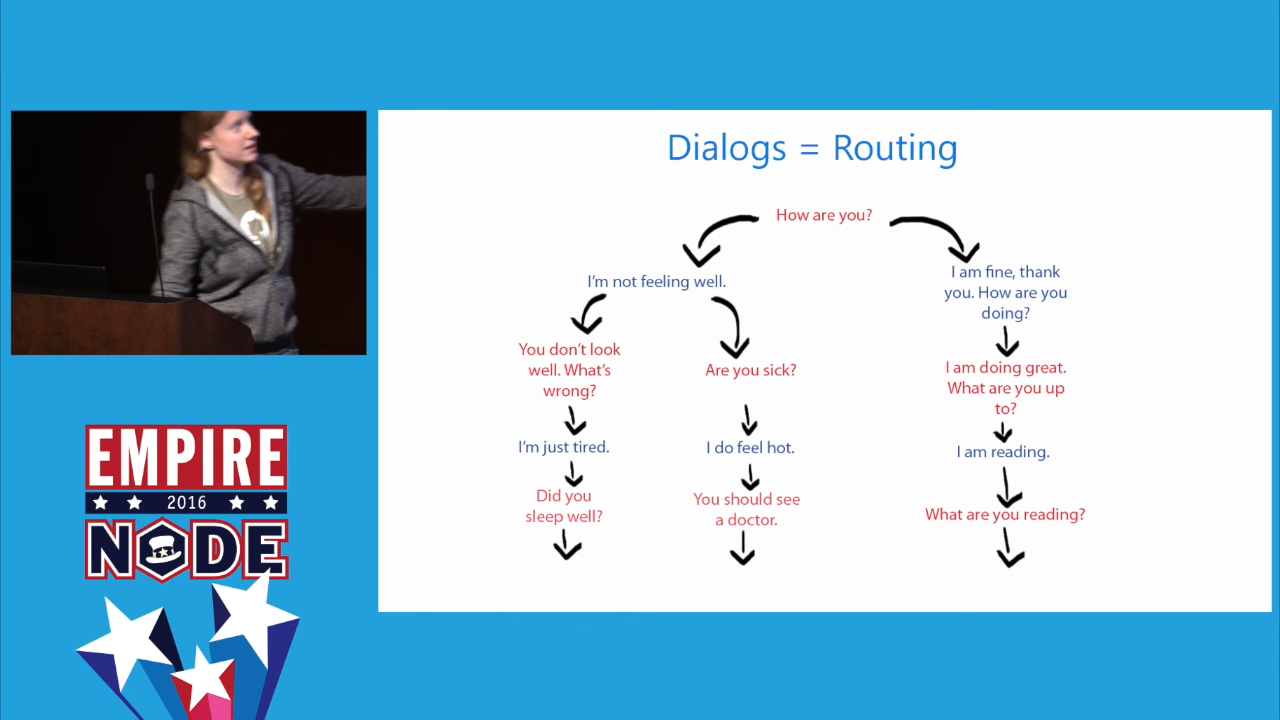 Dialogs = Routing
How are you?
I'm not feeling well.
I am fine, thank
you. How are you
doing?
You don't look
well. What's
wrong?
Are you sick?
I am doing great.
What are you up
to?
I'm just tired.
I do feel hot.
I am reading.
Did you
sleep well?
You should see
a doctor.
What are you reading?
EMPIRE
2016
NODE